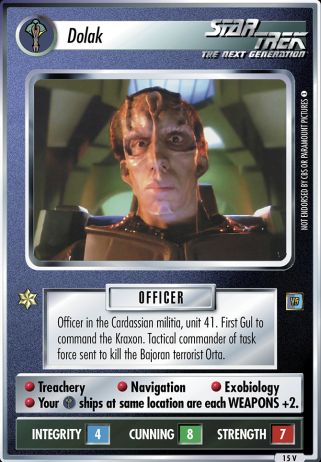 Dolak
STAR TREK
THE NEXT GENERATION
NOT ENDORSED BY CBS OR PARAMOUNT PICTURES
OFFICER
Officer in the Cardassian militia, unit 41. First Gul to
command the Kraxon. Tactical commander of task
force sent to kill the Bajoran terrorist Orta.
Treachery Navigation Exobiology
Your ships at same location are each WEAPONS +2.
INTEGRITY 4 CUNNING 8 STRENGTH 7
15 V